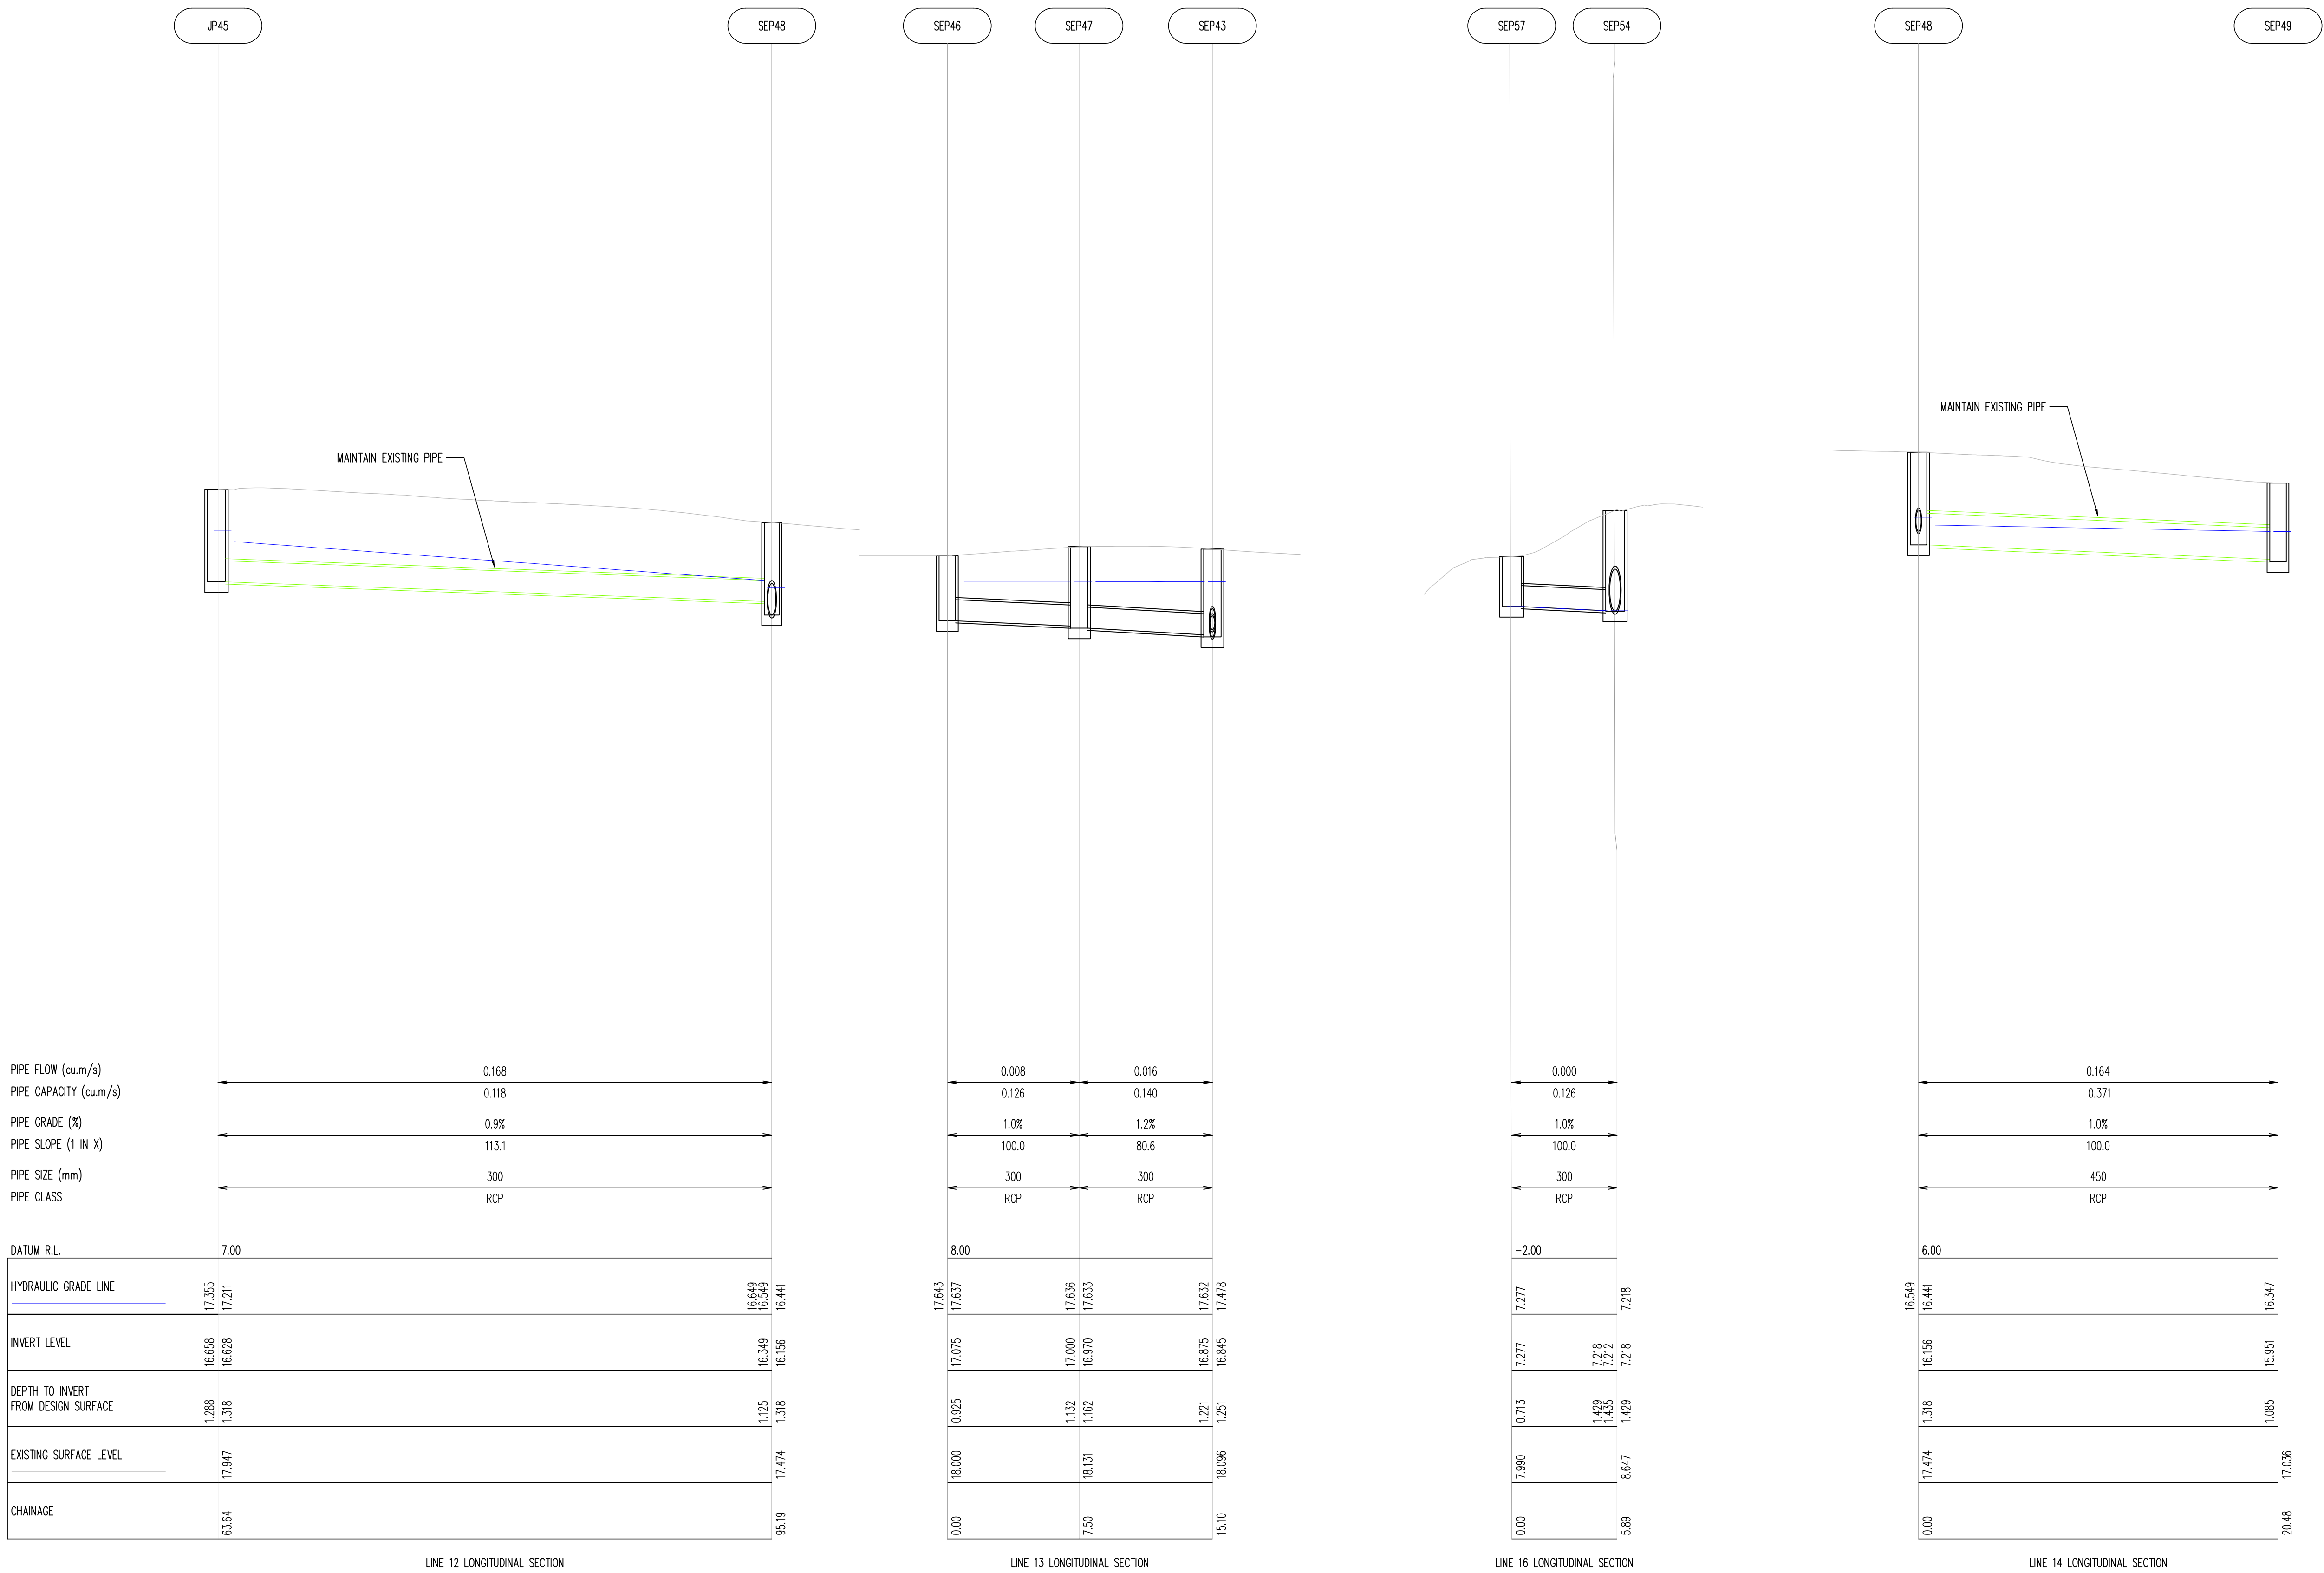 JP45 SEP48 SEP46 SEP47 SEP43 SEP57 SEP54 SEP48 SEP49
MAINTAIN EXISTING PIPE
MAINTAIN EXISTING PIPE
PIPE FLOW (cu.m/s) 0.168 0.008 0.016 0.000 0.164
PIPE CAPACITY (cu.m/s) 0.118 0.126 0.140 0.126 0.371
PIPE GRADE (%) 0.9% 1.0% 1.2% 1.0% 1.0%
PIPE SLOPE (1 IN X) 113.1 100.0 80.6 100.0 100.0
PIPE SIZE (mm) 300 300 300 300 450
PIPE CLASS RCP RCP RCP RCP RCP
DATUM R.L. 7.00 8.00 -2.00 6.00
HYDRAULIC GRADE LINE 17.355 17.211 16.649 16.549 16.441 17.643 17.637 17.636 17.633 17.632 17.478 7.277 7.218 16.549 16.441 16.347
INVERT LEVEL 16.658 16.628 16.349 16.156 17.075 17.000 16.970 16.875 16.845 7.277 7.218 7.212 7.218 16.156 15.951
DEPTH TO INVERT
FROM DESIGN SURFACE 1.288 1.318 1.125 1.318 0.925 1.132 1.162 1.221 1.251 0.713 1.429 1.435 1.429 1.318 1.085
EXISTING SURFACE LEVEL 17.947 17.474 18.000 18.131 18.096 7.990 8.647 17.474 17.036
CHAINAGE 63.64 95.19 0.00 7.50 15.10 0.00 5.89 0.00 20.48
LINE 12 LONGITUDINAL SECTION LINE 13 LONGITUDINAL SECTION LINE 16 LONGITUDINAL SECTION LINE 14 LONGITUDINAL SECTION